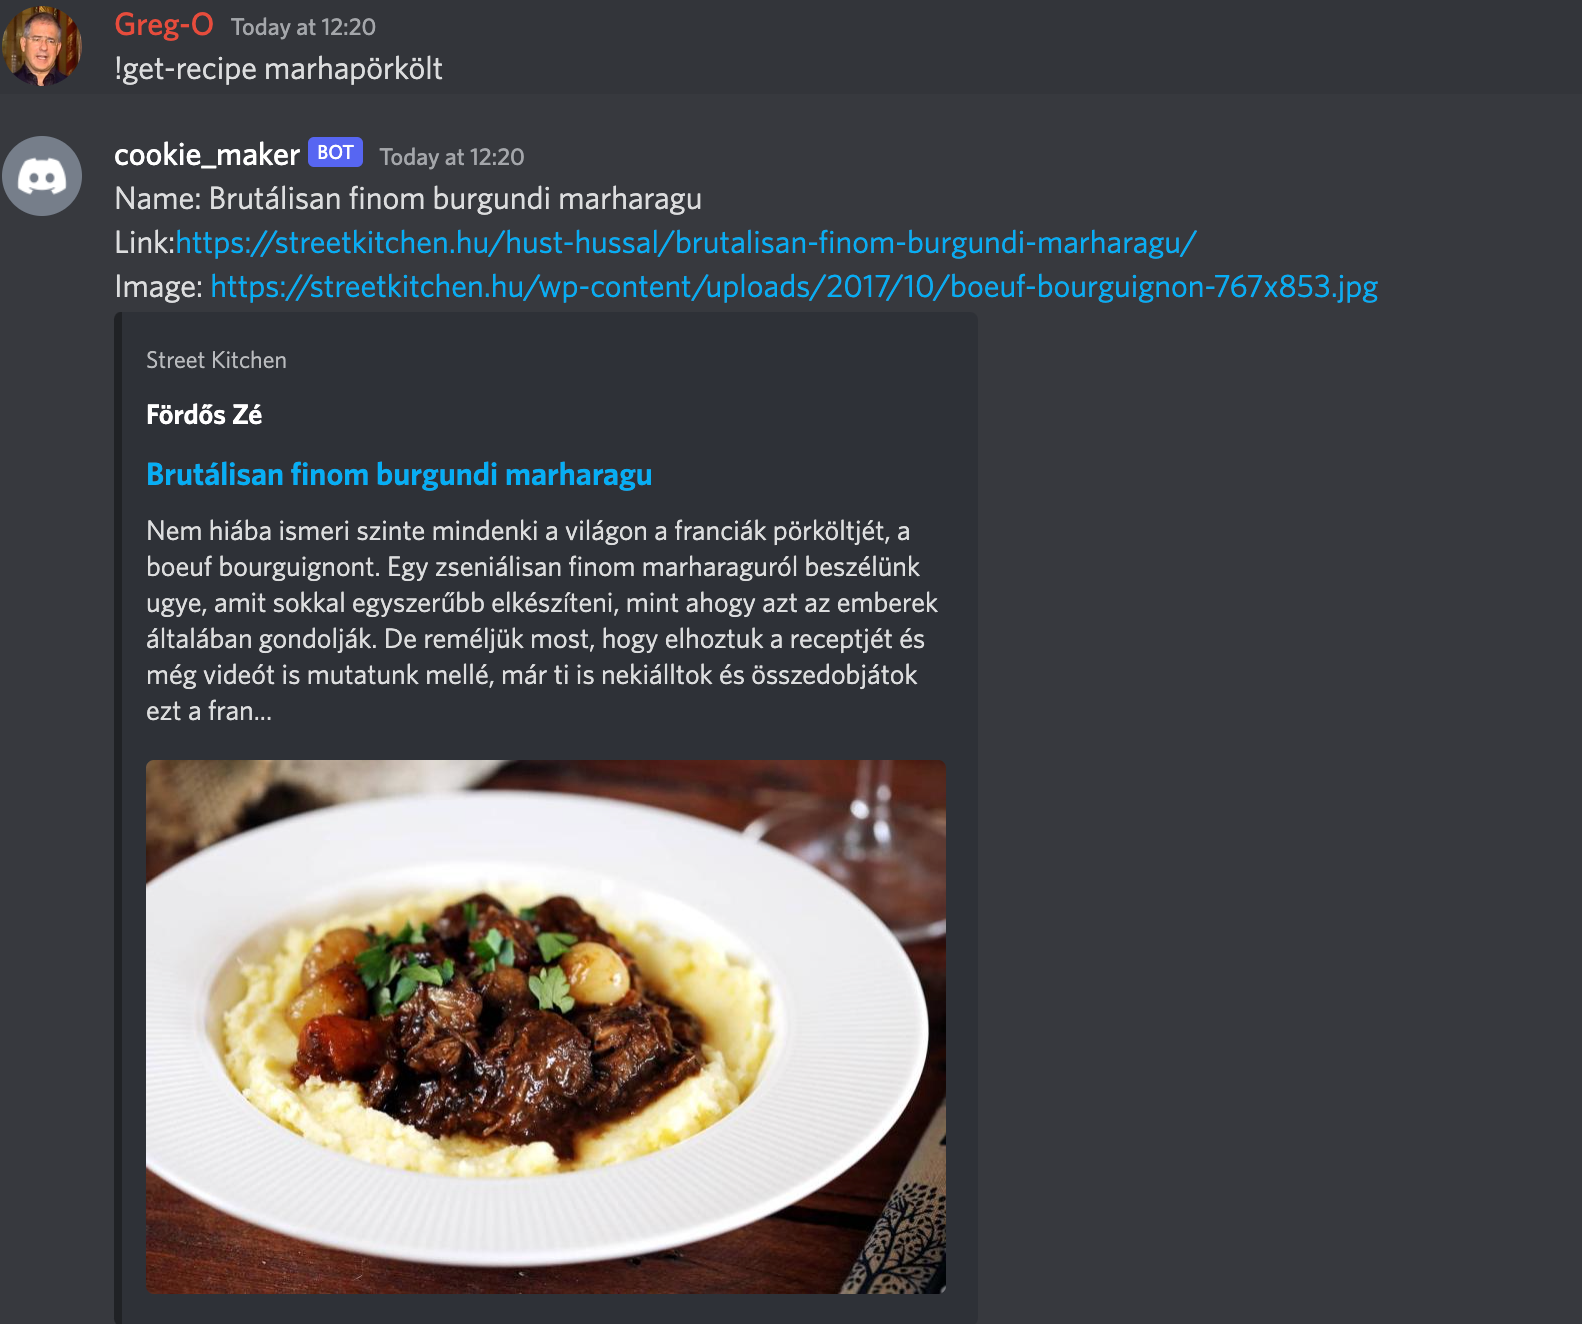 Greg-O Today at 12:20
!get-recipe marhapörkölt
cookie_maker BOT Today at 12:20
Name: Brutálisan finom burgundi marharagu
Link:https://streetkitchen.hu/hust-hussal/brutalisan-finom-burgundi-marharagu/
Image: https://streetkitchen.hu/wp-content/uploads/2017/10/boeuf-bourguignon-767x853.jpg
Street Kitchen
Fördős Zé
Brutálisan finom burgundi marharagu
Nem hiába ismeri szinte mindenki a világon a franciák pörköltjét, a
boeuf bourguignont. Egy zseniálisan finom marharaguról beszélünk
ugye, amit sokkal egyszerűbb elkészíteni, mint ahogy azt az emberek
általában gondolják. De reméljük most, hogy elhoztuk a receptjét és
még videót is mutatunk mellé, már ti is nekiálltok és összedobjátok
ezt a fran...